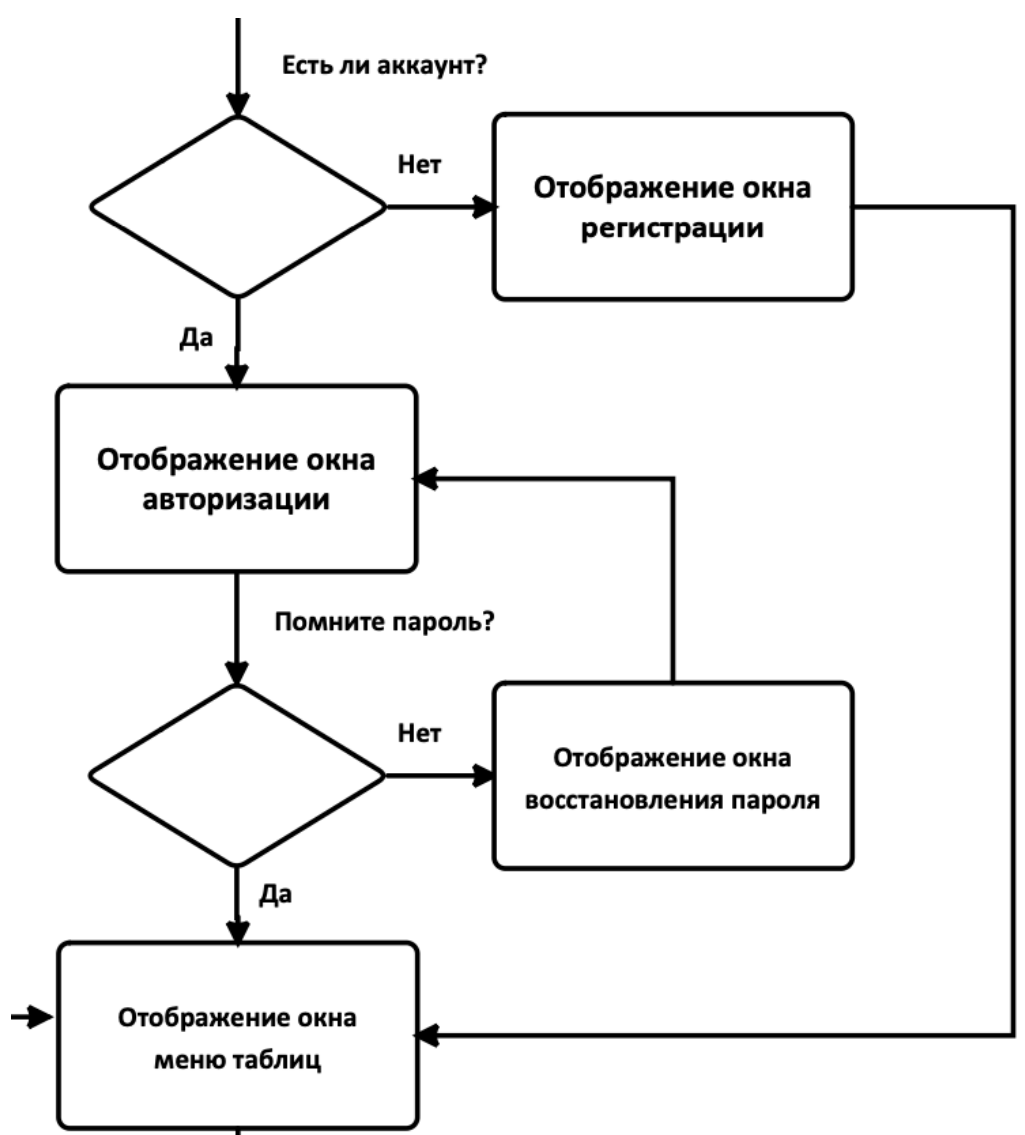 Есть ли аккаунт?
Нет
Отображение окна
регистрации
Да
Отображение окна
авторизации
Помните пароль?
Нет
Отображение окна
восстановления пароля
Да
Отображение окна
меню таблиц